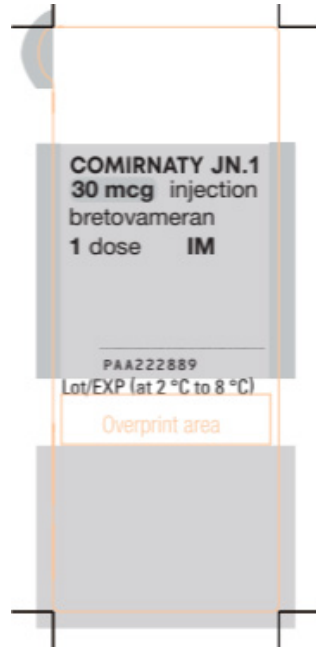 COMIRNATY JN.1
30 mcg injection
bretovameran
1 dose IM
PAA222889
Lot/EXP (at 2 °C to 8 °C)
Overprint area